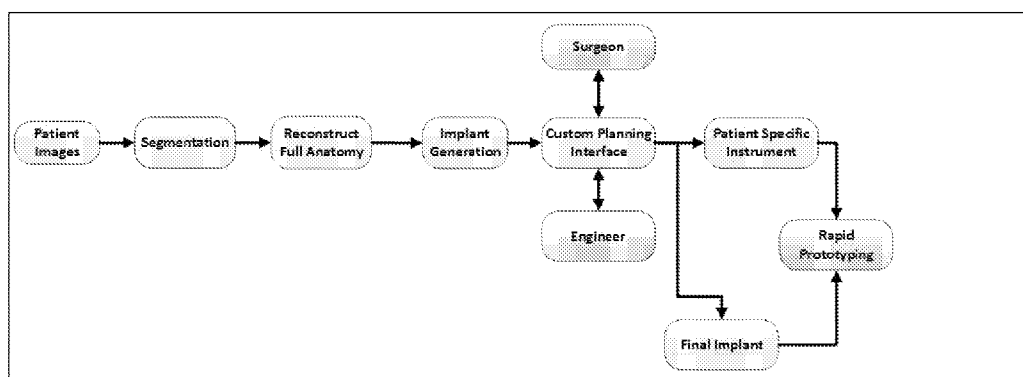 Surgeon
Patient
Images
Segmentation
Reconstruct
Full Anatomy
Implant
Generation
Custom Planning
Interface
Patient Specific
Instrument
Engineer
Rapid
Prototyping
Final Implant